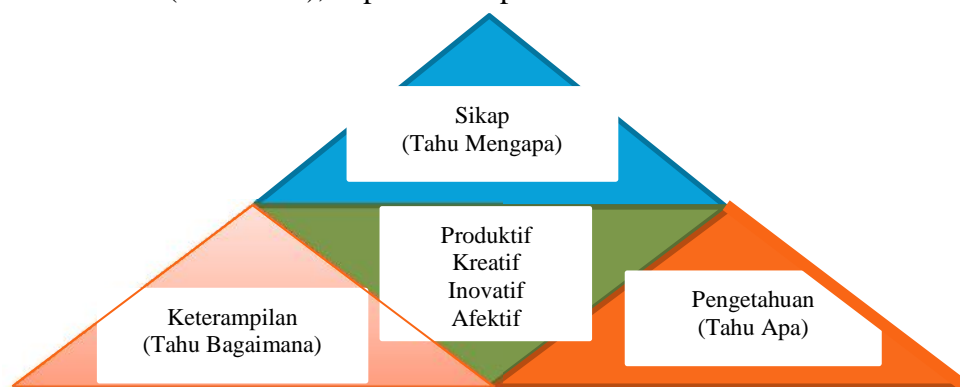 Sikap
(Tahu Mengapa)
Produktif
Kreatif
Inovatif
Afektif
Keterampilan
(Tahu Bagaimana)
Pengetahuan
(Tahu Apa)